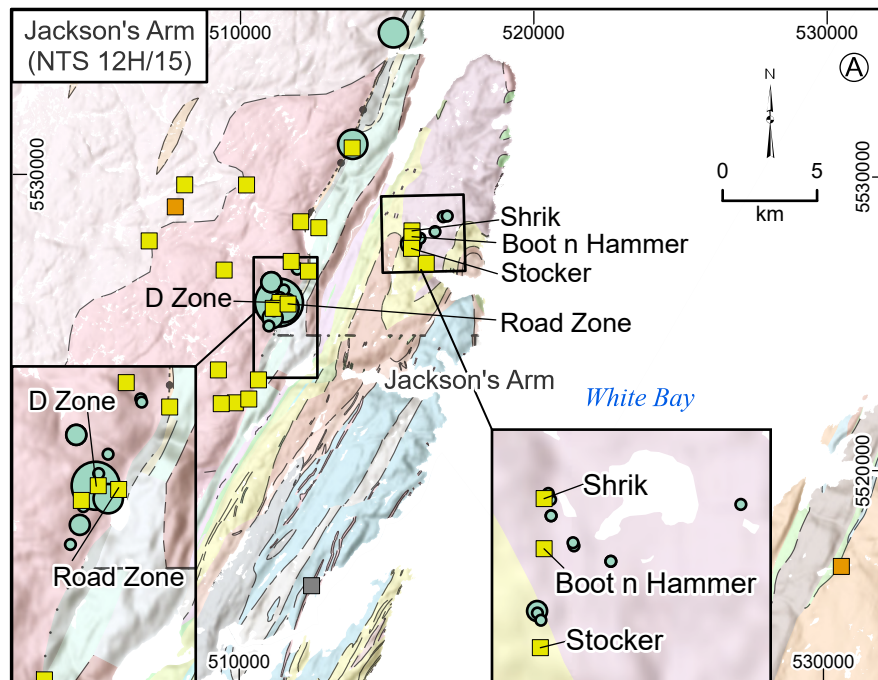 Jackson's Arm
(NTS 12H/15)
510000
520000
530000
A
N
0
5
km
5530000
5530000
Shrik
Boot n Hammer
Stocker
D Zone
Road Zone
Jackson's Arm
White Bay
D Zone
Road Zone
Shrik
Boot n Hammer
Stocker
5520000
510000
530000